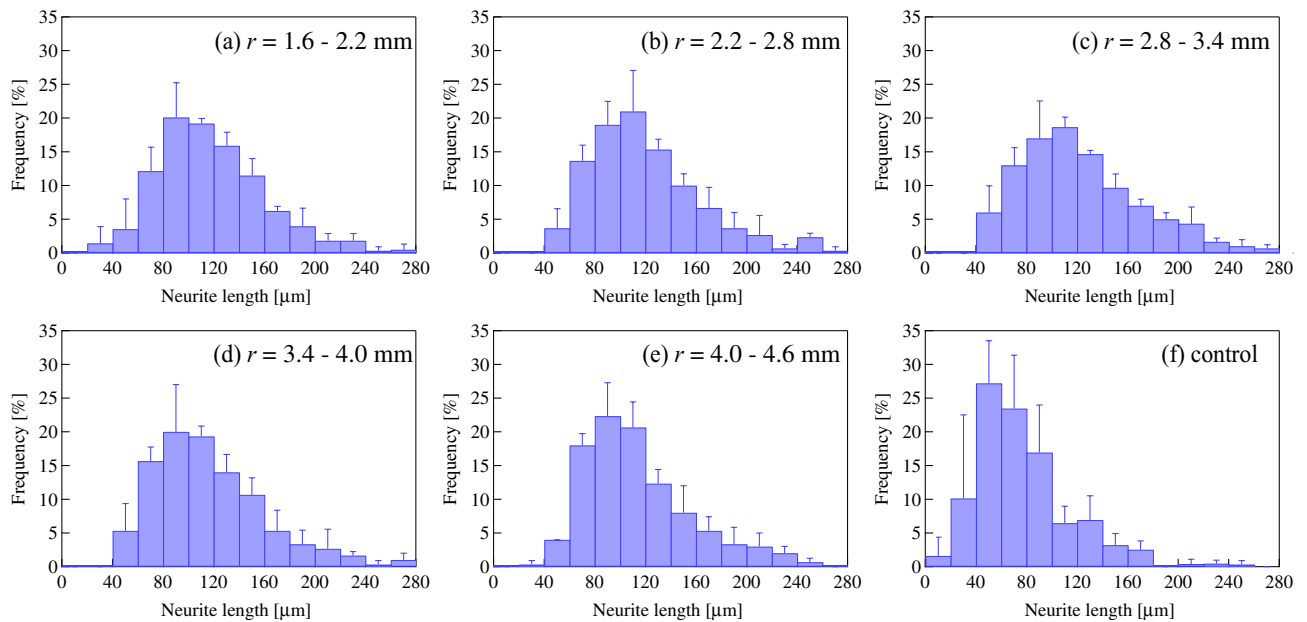 35
30
25
20
15
10
5
0
Frequency [%]
(a) r = 1.6 - 2.2 mm
0 40 80 120 160 200 240 280
Neurite length [μm]
35
30
25
20
15
10
5
0
Frequency [%]
(b) r = 2.2 - 2.8 mm
0 40 80 120 160 200 240 280
Neurite length [μm]
35
30
25
20
15
10
5
0
Frequency [%]
(c) r = 2.8 - 3.4 mm
0 40 80 120 160 200 240 280
Neurite length [μm]
35
30
25
20
15
10
5
0
Frequency [%]
(d) r = 3.4 - 4.0 mm
0 40 80 120 160 200 240 280
Neurite length [μm]
35
30
25
20
15
10
5
0
Frequency [%]
(e) r = 4.0 - 4.6 mm
0 40 80 120 160 200 240 280
Neurite length [μm]
35
30
25
20
15
10
5
0
Frequency [%]
(f) control
0 40 80 120 160 200 240 280
Neurite length [μm]